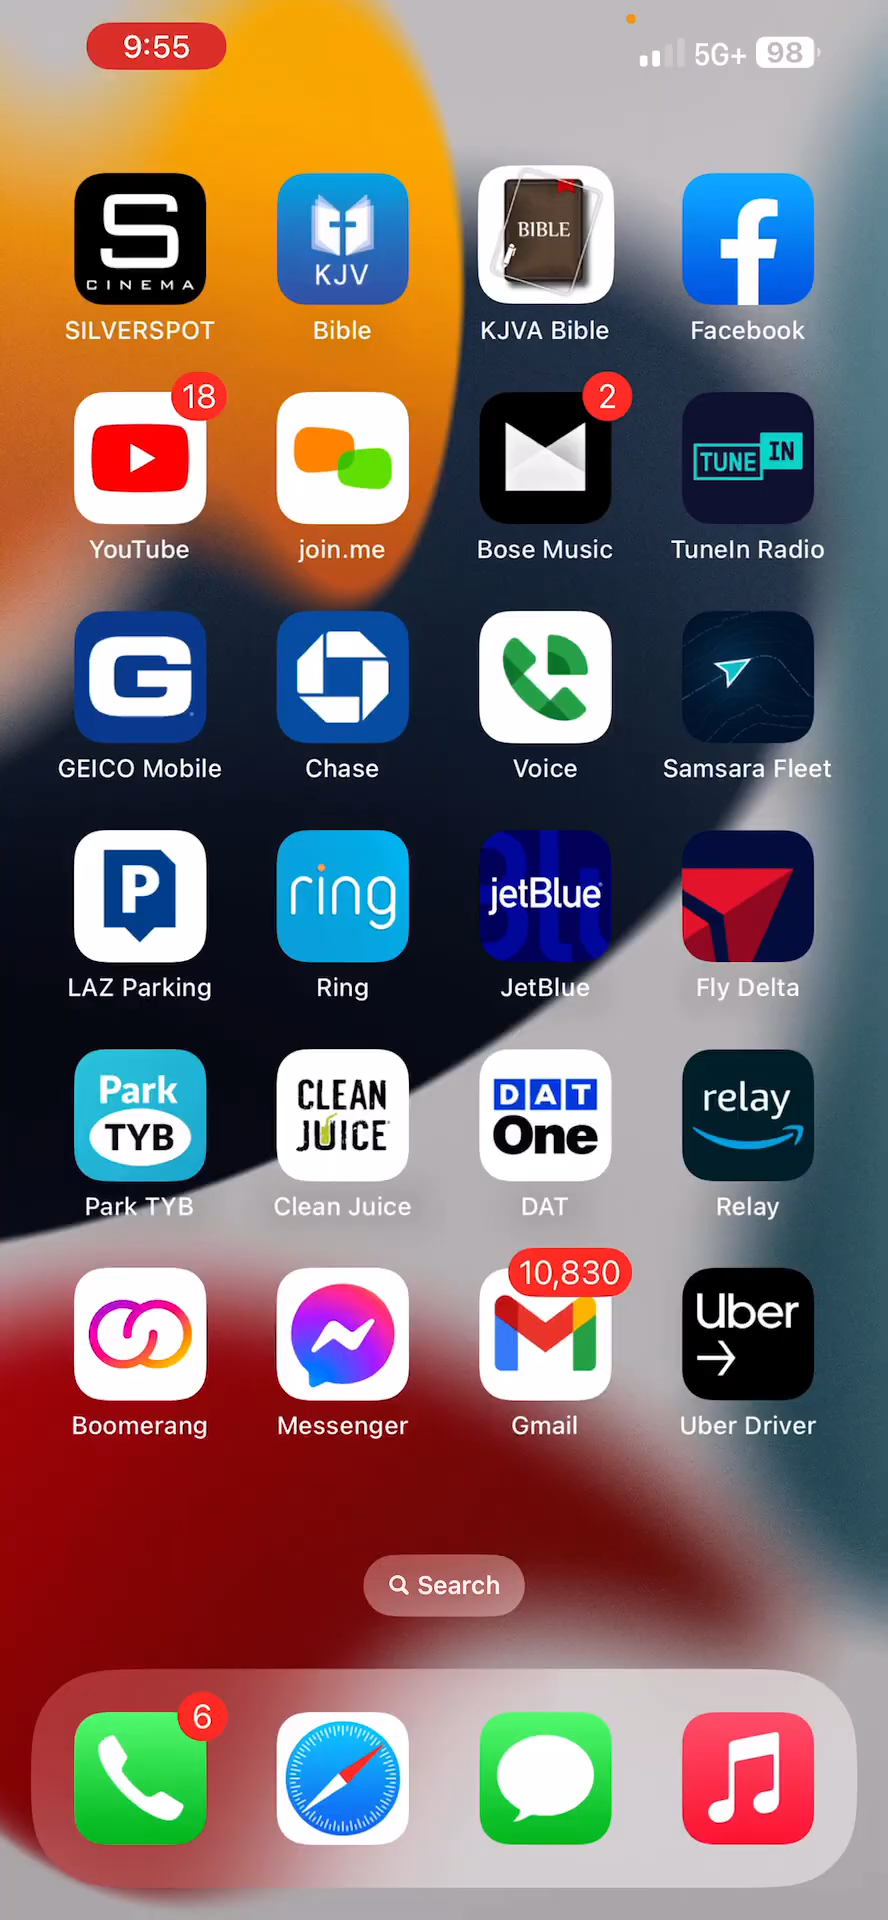 9:55
5G+ 98
S
CINEMA
KJV
BIBLE
SILVERSPOT Bible KJVA Bible Facebook
18 2
TUNE IN
YouTube join.me Bose Music TuneIn Radio
G
GEICO Mobile Chase Voice Samsara Fleet
P ring jetBlue
LAZ Parking Ring JetBlue Fly Delta
Park
TYB
CLEAN
JUICE
DAT
One
relay
Park TYB Clean Juice DAT Relay
10,830
Uber
Boomerang Messenger Gmail Uber Driver
Search
6